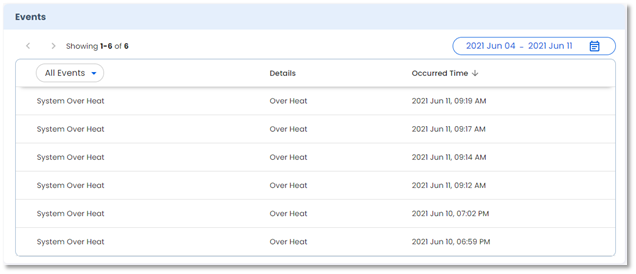 Events
Showing 1-6 of 6
2021 Jun 04 - 2021 Jun 11
All Events Details Occurred Time ↓
System Over Heat Over Heat 2021 Jun 11, 09:19 AM
System Over Heat Over Heat 2021 Jun 11, 09:17 AM
System Over Heat Over Heat 2021 Jun 11, 09:14 AM
System Over Heat Over Heat 2021 Jun 11, 09:12 AM
System Over Heat Over Heat 2021 Jun 10, 07:02 PM
System Over Heat Over Heat 2021 Jun 10, 06:59 PM